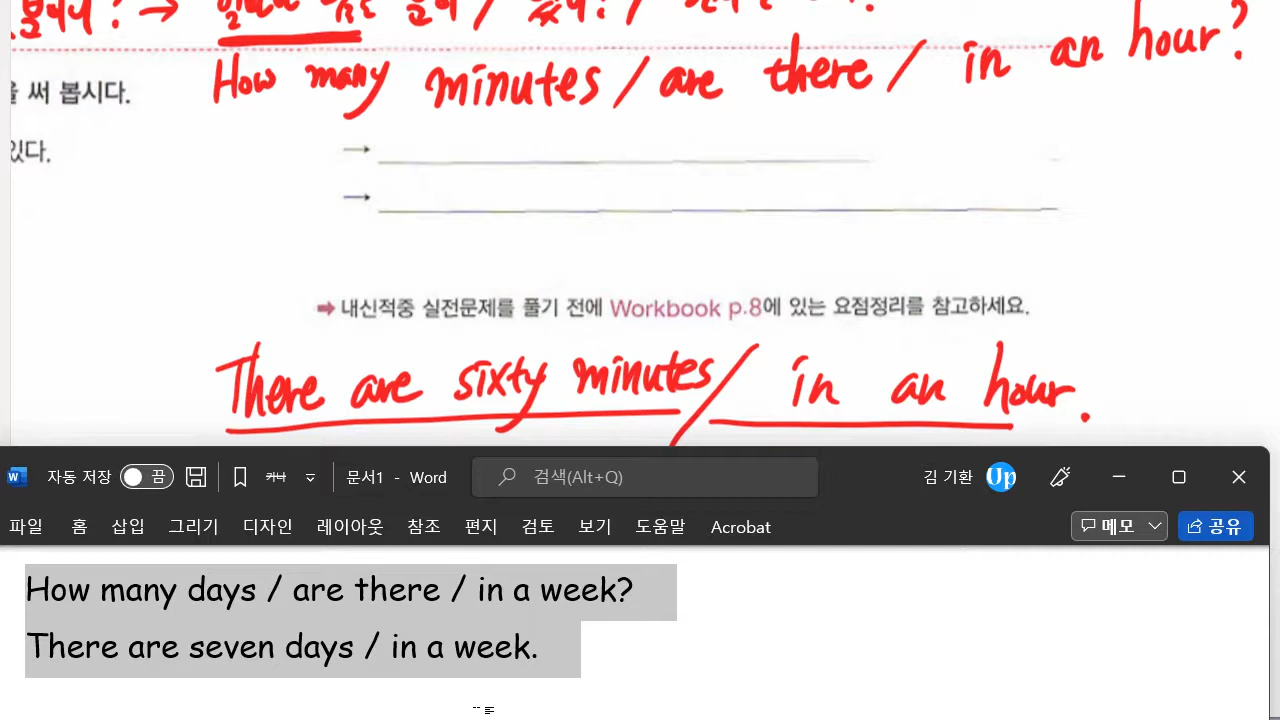 How many minutes / are there / in an hour?
써 봅시다.
있다.
→
→
➡ 내신적중 실전문제를 풀기 전에 Workbook p.8에 있는 요점정리를 참고하세요.
There are sixty minutes / in an hour.
자동 저장 끔 가나 문서1 - Word 검색(Alt+Q) 김 기환 Up
파일 홈 삽입 그리기 디자인 레이아웃 참조 편지 검토 보기 도움말 Acrobat 메모 공유
How many days / are there / in a week?
There are seven days / in a week.